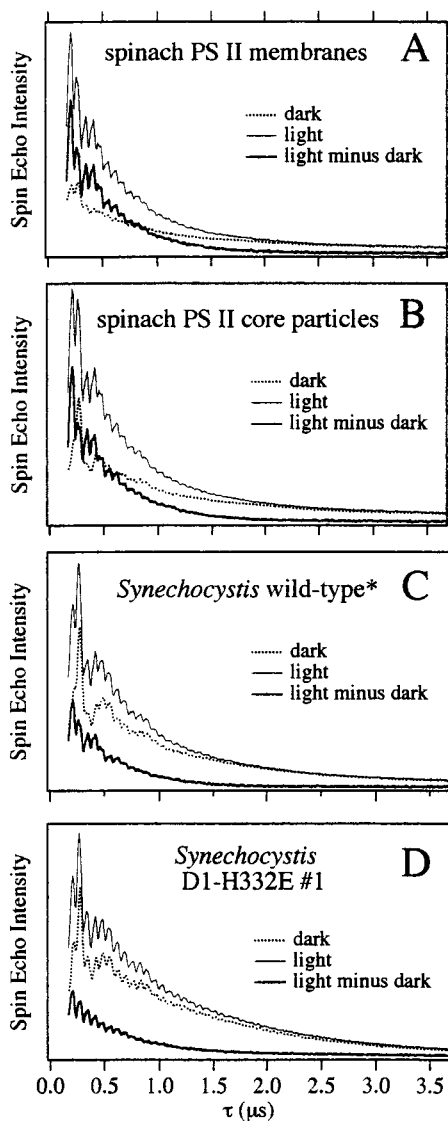 A
spinach PS II membranes
dark
light
light minus dark
Spin Echo Intensity
B
spinach PS II core particles
dark
light
light minus dark
Spin Echo Intensity
C
Synechocystis wild-type*
dark
light
light minus dark
Spin Echo Intensity
D
Synechocystis
D1-H332E #1
dark
light
light minus dark
Spin Echo Intensity
0.0 0.5 1.0 1.5 2.0 2.5 3.0 3.5
τ (μs)